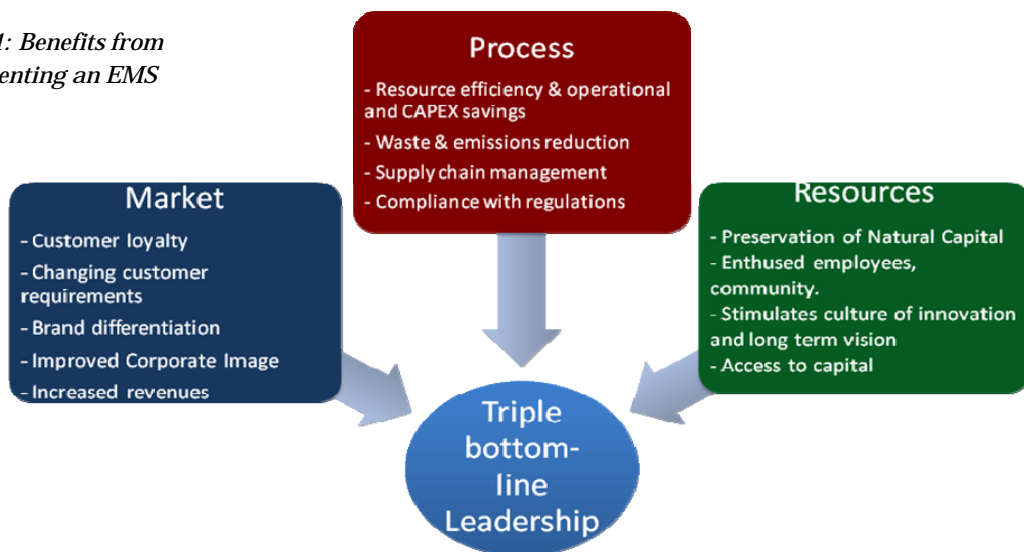 1: Benefits from
enting an EMS
Process
- Resource efficiency & operational
and CAPEX savings
- Waste & emissions reduction
- Supply chain management
- Compliance with regulations
Market
- Customer loyalty
- Changing customer
requirements
- Brand differentiation
- Improved Corporate Image
- Increased revenues
Resources
- Preservation of Natural Capital
- Enthused employees,
community.
- Stimulates culture of innovation
and long term vision
- Access to capital
Triple
bottom-
line
Leadership